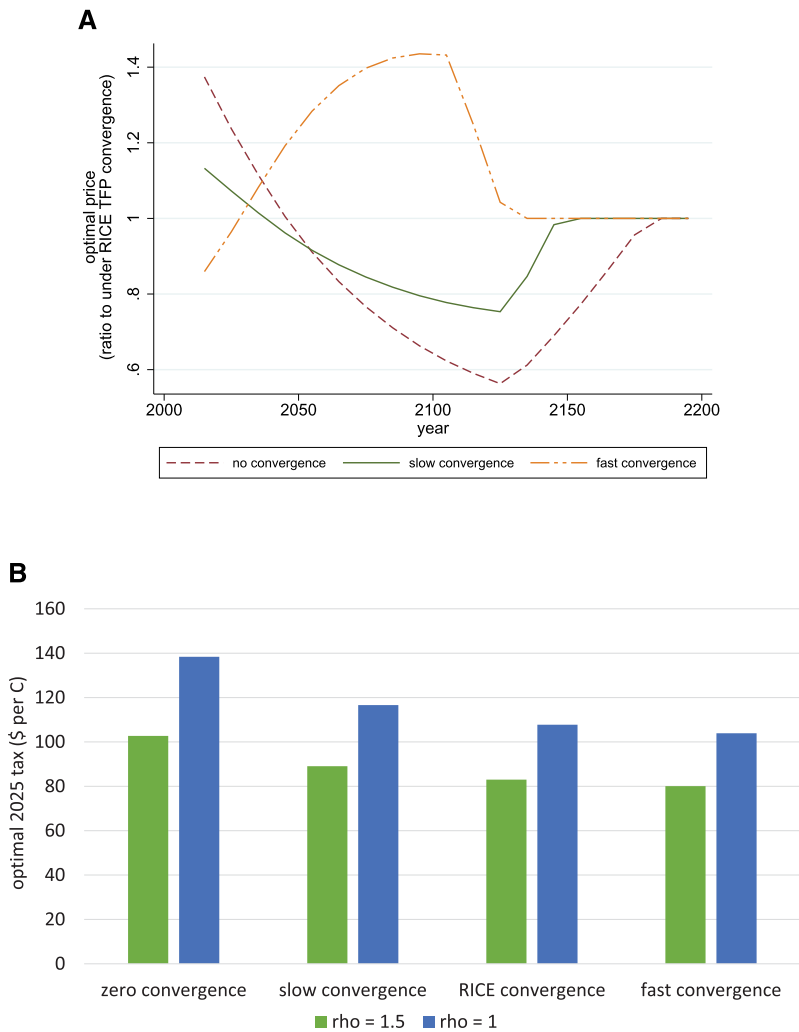 A
optimal price
(ratio to under RICE TFP convergence)
1.4
1.2
1
.8
.6
2000 2050 2100 2150 2200
year
no convergence slow convergence fast convergence
B
optimal 2025 tax ($ per C)
160
140
120
100
80
60
40
20
0
zero convergence slow convergence RICE convergence fast convergence
rho = 1.5 rho = 1